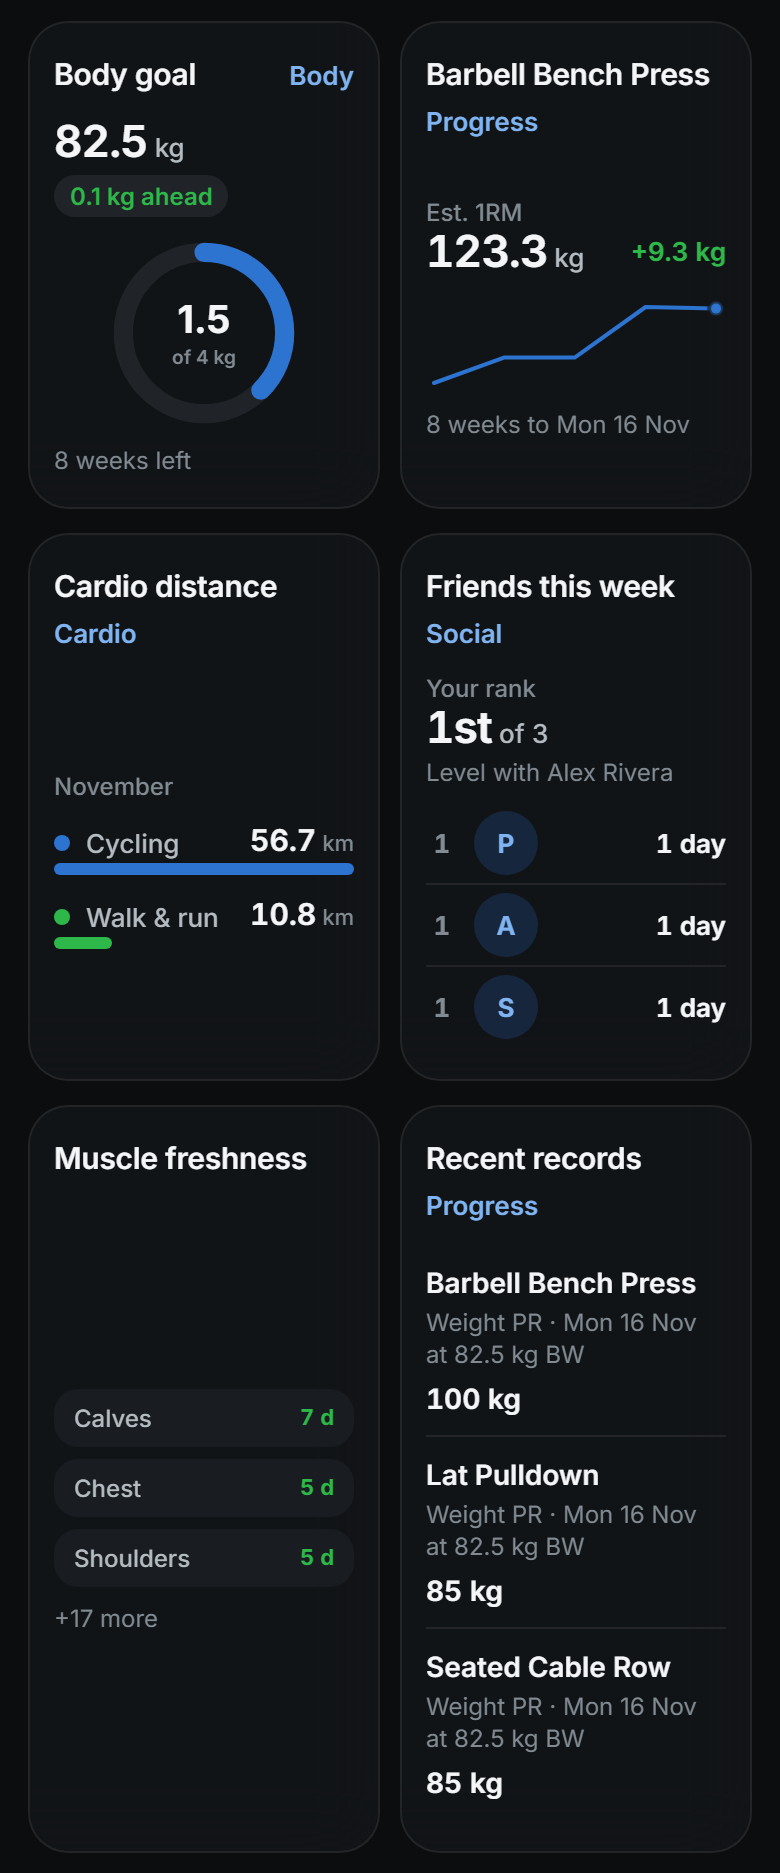 Body goal
Body
82.5 kg
0.1 kg ahead
1.5
of 4 kg
8 weeks left
Barbell Bench Press
Progress
Est. 1RM
123.3 kg
+9.3 kg
8 weeks to Mon 16 Nov
Cardio distance
Cardio
November
Cycling 56.7 km
Walk & run 10.8 km
Friends this week
Social
Your rank
1st of 3
Level with Alex Rivera
1 P 1 day
1 A 1 day
1 S 1 day
Muscle freshness
Calves 7 d
Chest 5 d
Shoulders 5 d
+17 more
Recent records
Progress
Barbell Bench Press
Weight PR · Mon 16 Nov
at 82.5 kg BW
100 kg
Lat Pulldown
Weight PR · Mon 16 Nov
at 82.5 kg BW
85 kg
Seated Cable Row
Weight PR · Mon 16 Nov
at 82.5 kg BW
85 kg